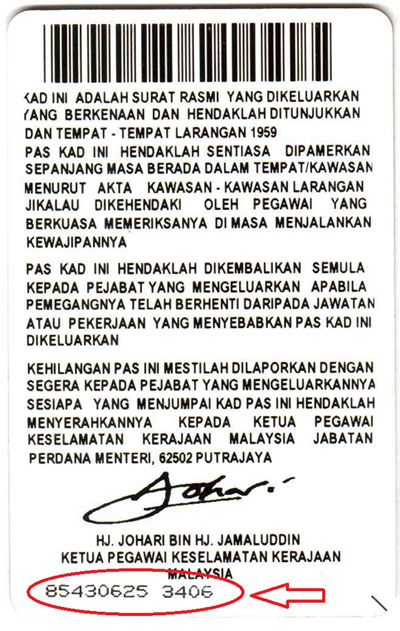 KAD INI ADALAH SURAT RASMI YANG DIKELUARKAN
YANG BERKENAAN DAN HENDAKLAH DITUNJUKKAN
DAN TEMPAT - TEMPAT LARANGAN 1959
PAS KAD INI HENDAKLAH SENTIASA DIPAMERKAN
SEPANJANG MASA BERADA DALAM TEMPAT/KAWASAN
MENURUT AKTA KAWASAN - KAWASAN LARANGAN
JIKALAU DIKEHENDAKI OLEH PEGAWAI YANG
BERKUASA MEMERIKSANYA DI MASA MENJALANKAN
KEWAJIPANNYA
PAS KAD INI HENDAKLAH DIKEMBALIKAN SEMULA
KEPADA PEJABAT YANG MENGELUARKAN APABILA
PEMEGANGNYA TELAH BERHENTI DARIPADA JAWATAN
ATAU PEKERJAAN YANG MENYEBABKAN PAS KAD INI
DIKELUARKAN
KEHILANGAN PAS INI MESTILAH DILAPORKAN DENGAN
SEGERA KEPADA PEJABAT YANG MENGELUARKANNYA
SESIAPA YANG MENJUMPAI KAD PAS INI HENDAKLAH
MENYERAHKANNYA KEPADA KETUA PEGAWAI
KESELAMATAN KERAJAAN MALAYSIA JABATAN
PERDANA MENTERI, 62502 PUTRAJAYA
Johari
HJ. JOHARI BIN HJ. JAMALUDDIN
KETUA PEGAWAI KESELAMATAN KERAJAAN
MALAYSIA
85430625 3406